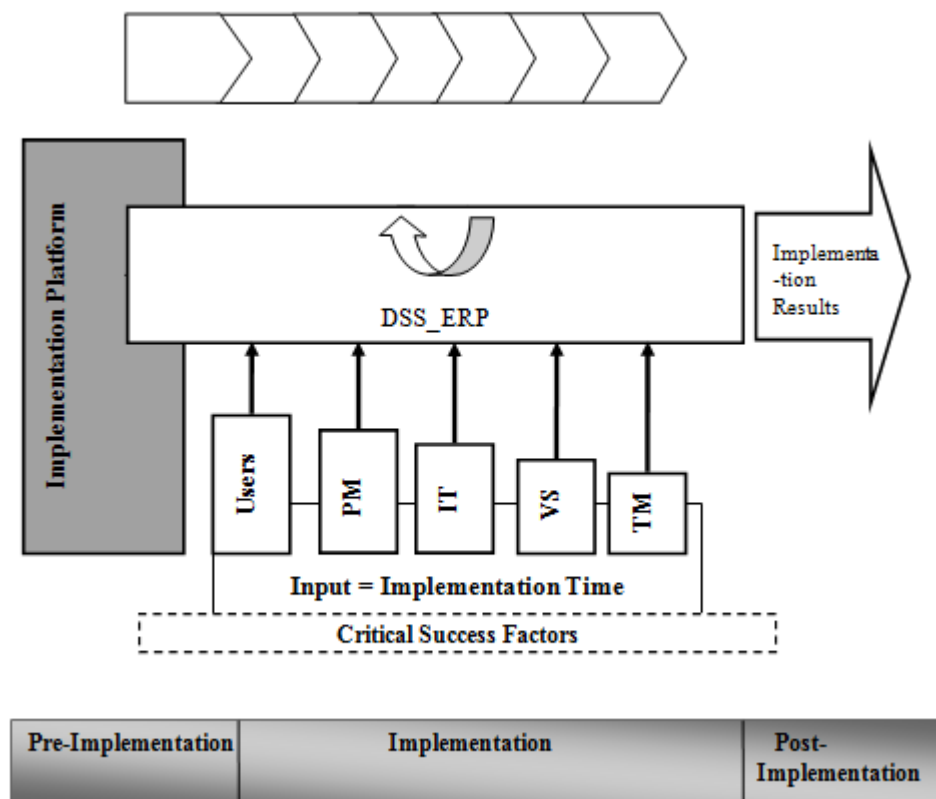 Implementation Platform
DSS_ERP
Implementa
-tion
Results
Users
PM
IT
VS
TM
Input = Implementation Time
Critical Success Factors
Pre-Implementation
Implementation
Post-
Implementation